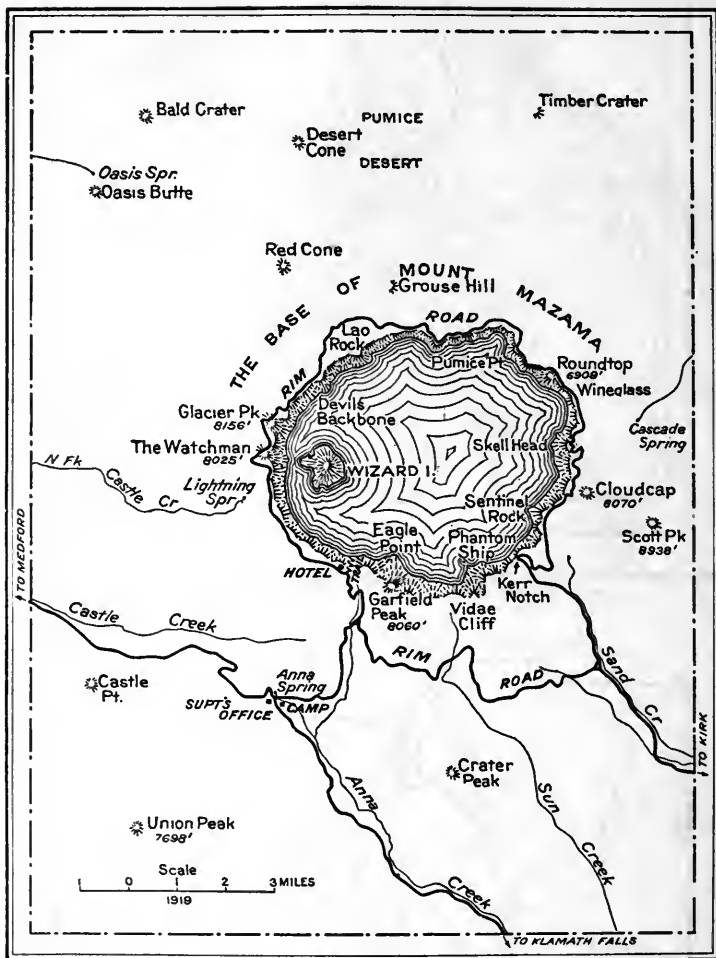 Bald Crater
PUMICE
Timber Crater
Desert
Cone
DESERT
Oasis Spr.
Oasis Butte
Red Cone
THE BASE OF MOUNT MAZAMA
Grouse Hill
RIM ROAD
Lao
Rock
Pumice Pt.
Roundtop
6908'
Wineglass
Glacier Pk
8156'
Devils
Backbone
Cascade
Spring
The Watchman
8025'
Skell Head
N Fk
Castle
Cr
Lightning
Spr.
WIZARD I.
Sentinel
Rock
Cloudcap
8070'
Scott Pk
8938'
Eagle
Point
Phantom
Ship
TO MEDFORD
HOTEL
TRAIL
Kerr
Notch
Garfield
Peak
8060'
Vidae
Cliff
Castle Creek
RIM ROAD
Sand Cr
Castle
Pt.
Anna
Spring
SUPT'S
OFFICE
CAMP
TO KIRK
Crater
Peak
Anna Creek
Sun Creek
Union Peak
7698'
Scale
1 0 1 2 3 MILES
1919
TO KLAMATH FALLS